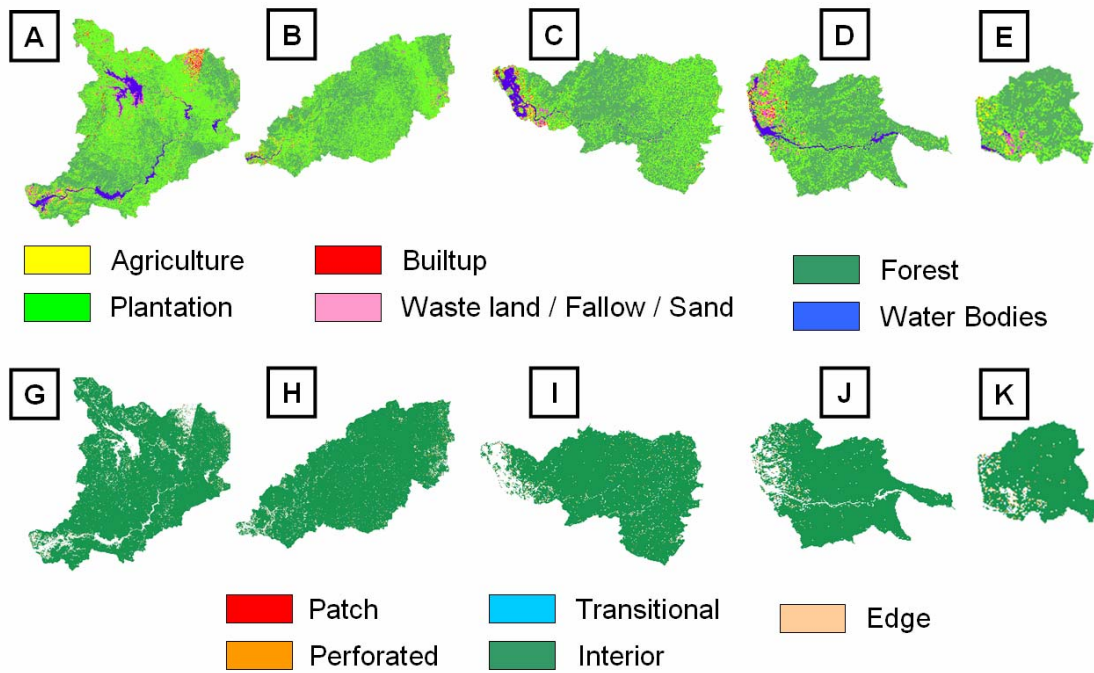 A B C D E
Agriculture Builtup Forest
Plantation Waste land / Fallow / Sand Water Bodies
G H I J K
Patch Transitional Edge
Perforated Interior